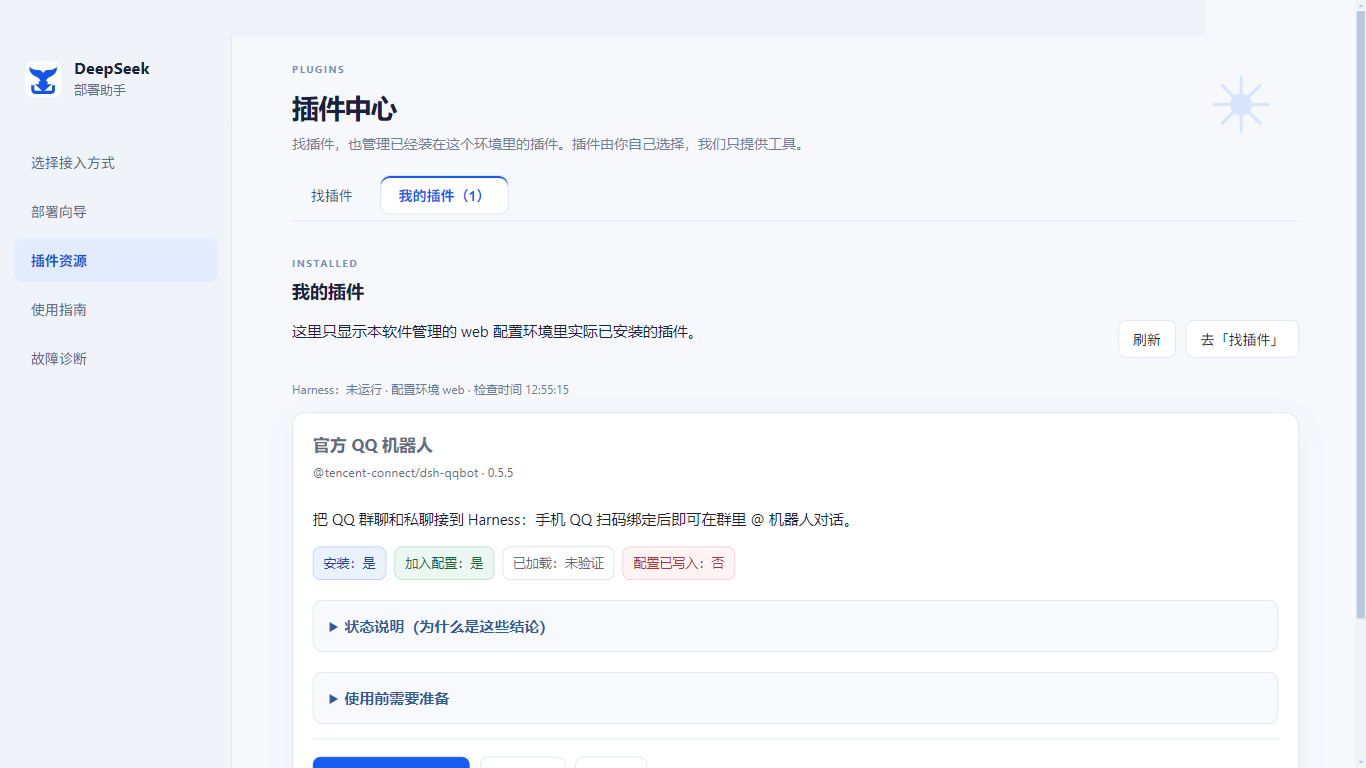 DeepSeek
部署助手
选择接入方式
部署向导
插件资源
使用指南
故障诊断
PLUGINS
插件中心
找插件，也管理已经装在这个环境里的插件。插件由你自己选择，我们只提供工具。
找插件
我的插件（1）
INSTALLED
我的插件
这里只显示本软件管理的 web 配置环境里实际已安装的插件。
刷新
去「找插件」
Harness：未运行 · 配置环境 web · 检查时间 12:55:15
官方 QQ 机器人
@tencent-connect/dsh-qqbot · 0.5.5
把 QQ 群聊和私聊接到 Harness：手机 QQ 扫码绑定后即可在群里 @ 机器人对话。
安装：是
加入配置：是
已加载：未验证
配置已写入：否
▶ 状态说明（为什么是这些结论）
▶ 使用前需要准备